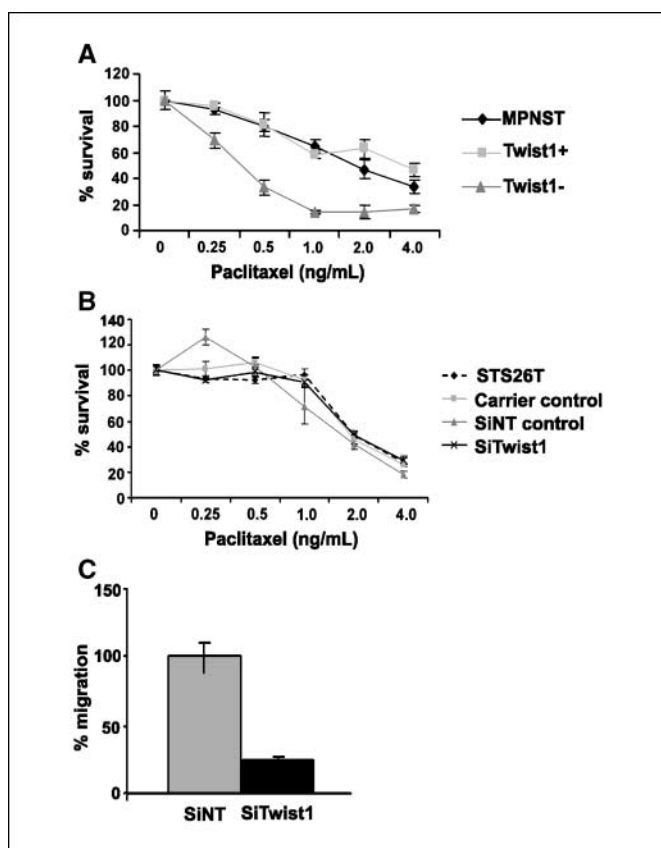 A
120
100
80
60
40
20
0
% survival
0 0.25 0.5 1.0 2.0 4.0
Paclitaxel (ng/mL)
MPNST
Twist1+
Twist1-
B
140
120
100
80
60
40
20
0
% survival
0 0.25 0.5 1.0 2.0 4.0
Paclitaxel (ng/mL)
STS26T
Carrier control
SiNT control
SiTwist1
C
150
100
50
0
% migration
SiNT SiTwist1